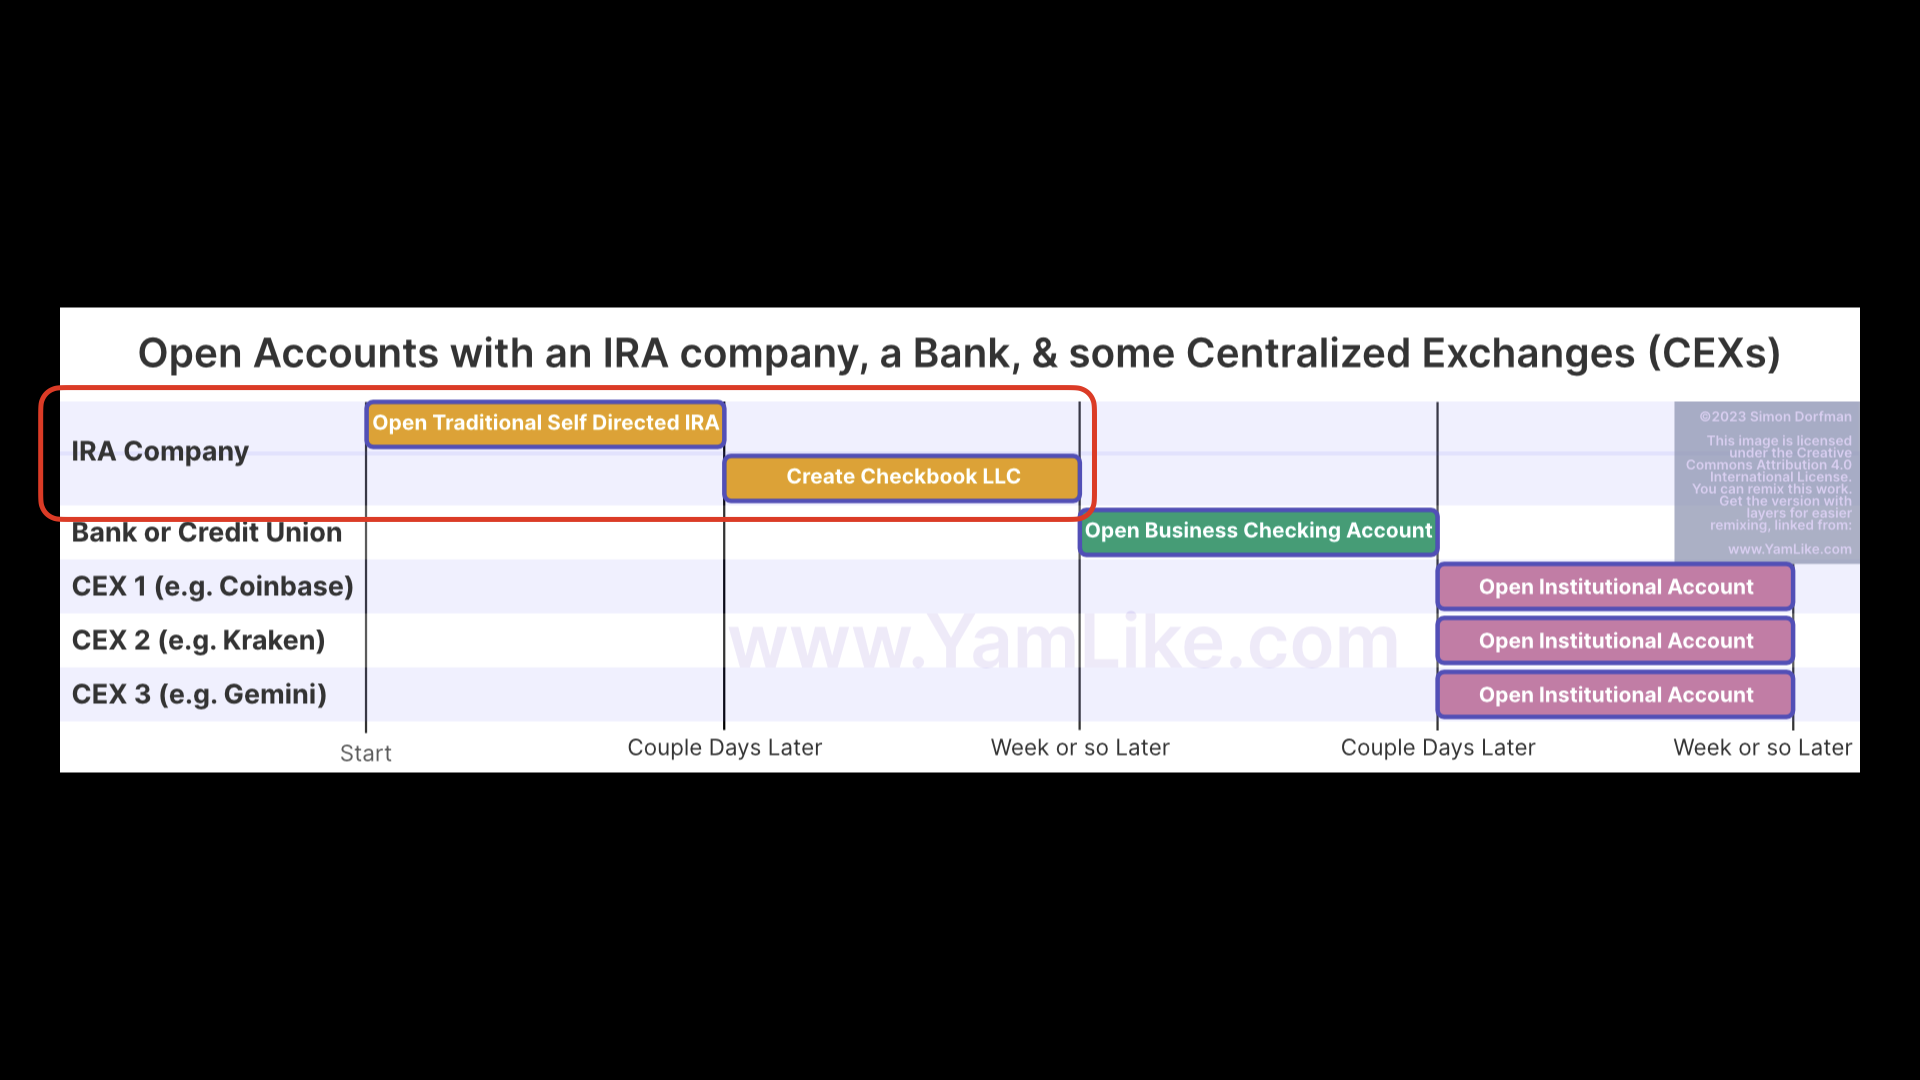 Open Accounts with an IRA company, a Bank, & some Centralized Exchanges (CEXs)
IRA Company
Open Traditional Self Directed IRA
Create Checkbook LLC
Bank or Credit Union
Open Business Checking Account
CEX 1 (e.g. Coinbase)
Open Institutional Account
CEX 2 (e.g. Kraken)
Open Institutional Account
CEX 3 (e.g. Gemini)
Open Institutional Account
Start
Couple Days Later
Week or so Later
Couple Days Later
Week or so Later
©2023 Simon Dorfman
This image is licensed
under the Creative
Commons Attribution 4.0
International License.
You can remix this work.
Get the version with
layers for easier
remixing, linked from:
www.YamLike.com
www.YamLike.com